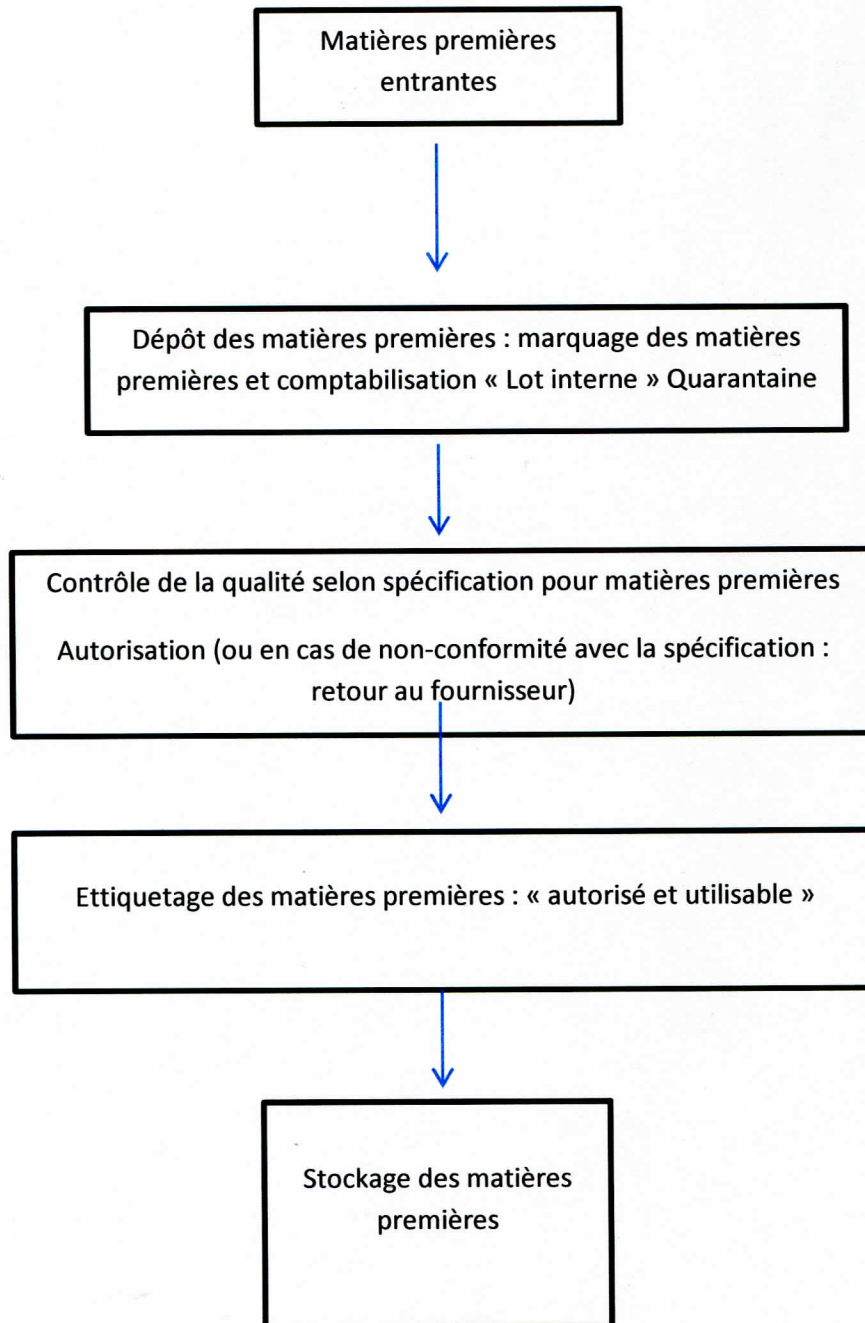 Matières premières
entrantes
Dépôt des matières premières : marquage des matières
premières et comptabilisation « Lot interne » Quarantaine
Contrôle de la qualité selon spécification pour matières premières
Autorisation (ou en cas de non-conformité avec la spécification :
retour au fournisseur)
Ettiquetage des matières premières : « autorisé et utilisable »
Stockage des matières
premières